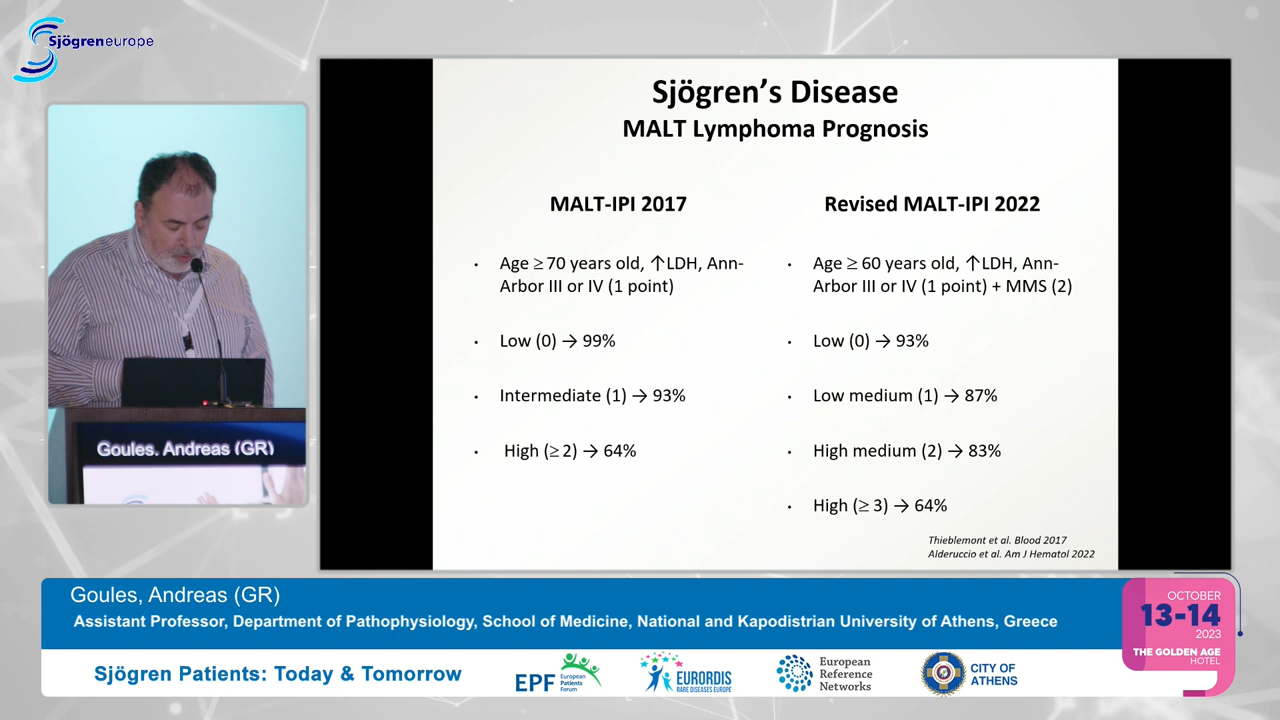 Sjögreneurope
Sjögren's Disease
MALT Lymphoma Prognosis
MALT-IPI 2017
• Age ≥ 70 years old, ↑LDH, Ann-
Arbor III or IV (1 point)
• Low (0) → 99%
• Intermediate (1) → 93%
• High (≥ 2) → 64%
Revised MALT-IPI 2022
• Age ≥ 60 years old, ↑LDH, Ann-
Arbor III or IV (1 point) + MMS (2)
• Low (0) → 93%
• Low medium (1) → 87%
• High medium (2) → 83%
• High (≥ 3) → 64%
Thieblemont et al. Blood 2017
Alderuccio et al. Am J Hematol 2022
Goules, Andreas (GR)
Goules, Andreas (GR)
Assistant Professor, Department of Pathophysiology, School of Medicine, National and Kapodistrian University of Athens, Greece
OCTOBER
13-14
2023
THE GOLDEN AGE
HOTEL
Sjögren Patients: Today & Tomorrow
EPF
European
Patients
Forum
EURORDIS
RARE DISEASES EUROPE
European
Reference
Networks
CITY OF
ATHENS